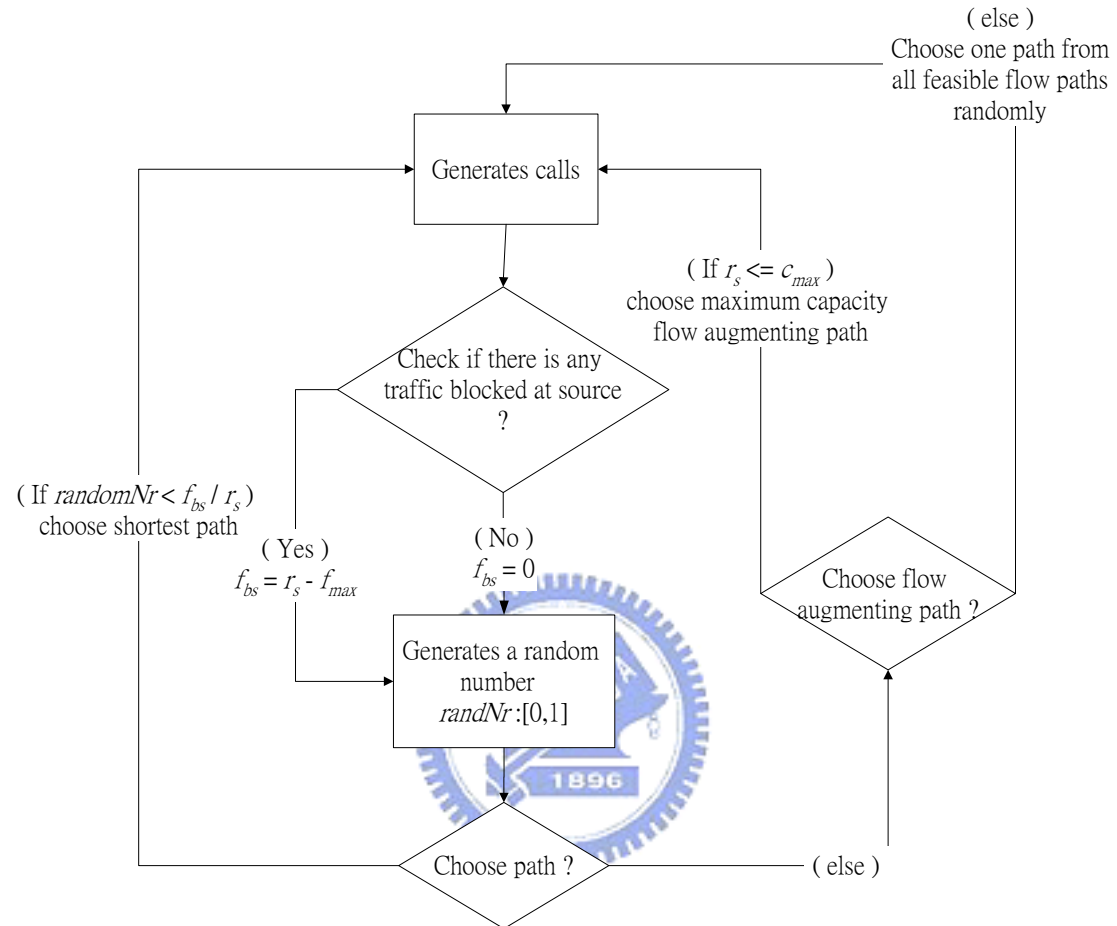 ( else )
Choose one path from
all feasible flow paths
randomly
Generates calls
( If r_s <= c_max )
choose maximum capacity
flow augmenting path
Check if there is any
traffic blocked at source
?
( If randomNr < f_bs / r_s )
choose shortest path
( Yes )
f_bs = r_s - f_max
( No )
f_bs = 0
Choose flow
augmenting path ?
Generates a random
number
randNr :[0,1]
1896
Choose path ?
( else )